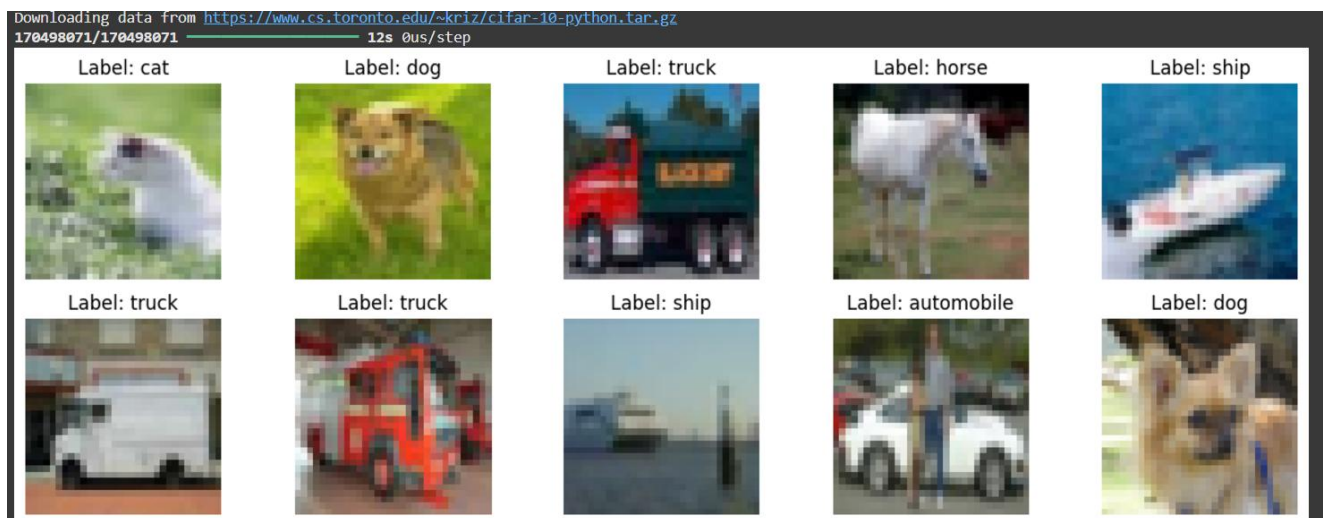 Downloading data from https://www.cs.toronto.edu/~kriz/cifar-10-python.tar.gz
170498071/170498071 ━━━━━━━━━━━━━━━━━━━━ 12s 0us/step
Label: cat Label: dog Label: truck Label: horse Label: ship
Label: truck Label: truck Label: ship Label: automobile Label: dog